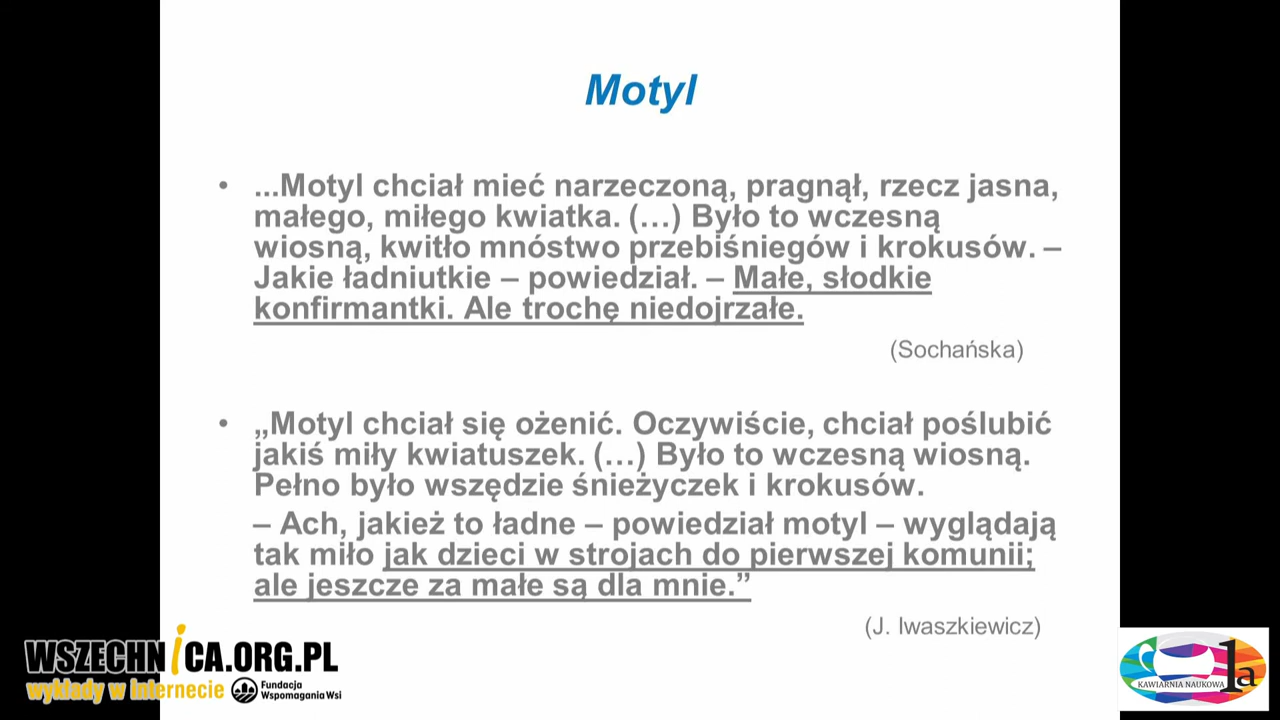 Motyl
• ...Motyl chciał mieć narzeczoną, pragnął, rzecz jasna,
małego, miłego kwiatka. (…) Było to wczesną
wiosną, kwitło mnóstwo przebiśniegów i krokusów. –
Jakie ładniutkie – powiedział. – Małe, słodkie
konfirmantki. Ale trochę niedojrzałe.
(Sochańska)
• „Motyl chciał się ożenić. Oczywiście, chciał poślubić
jakiś miły kwiatuszek. (…) Było to wczesną wiosną.
Pełno było wszędzie śnieżyczek i krokusów.
– Ach, jakież to ładne – powiedział motyl – wyglądają
tak miło jak dzieci w strojach do pierwszej komunii;
ale jeszcze za małe są dla mnie.”
(J. Iwaszkiewicz)
WSZECHNiCA.ORG.PL
wykłady w internecie
Fundacja
Wspomagania Wsi
KAWIARNIA NAUKOWA 1a